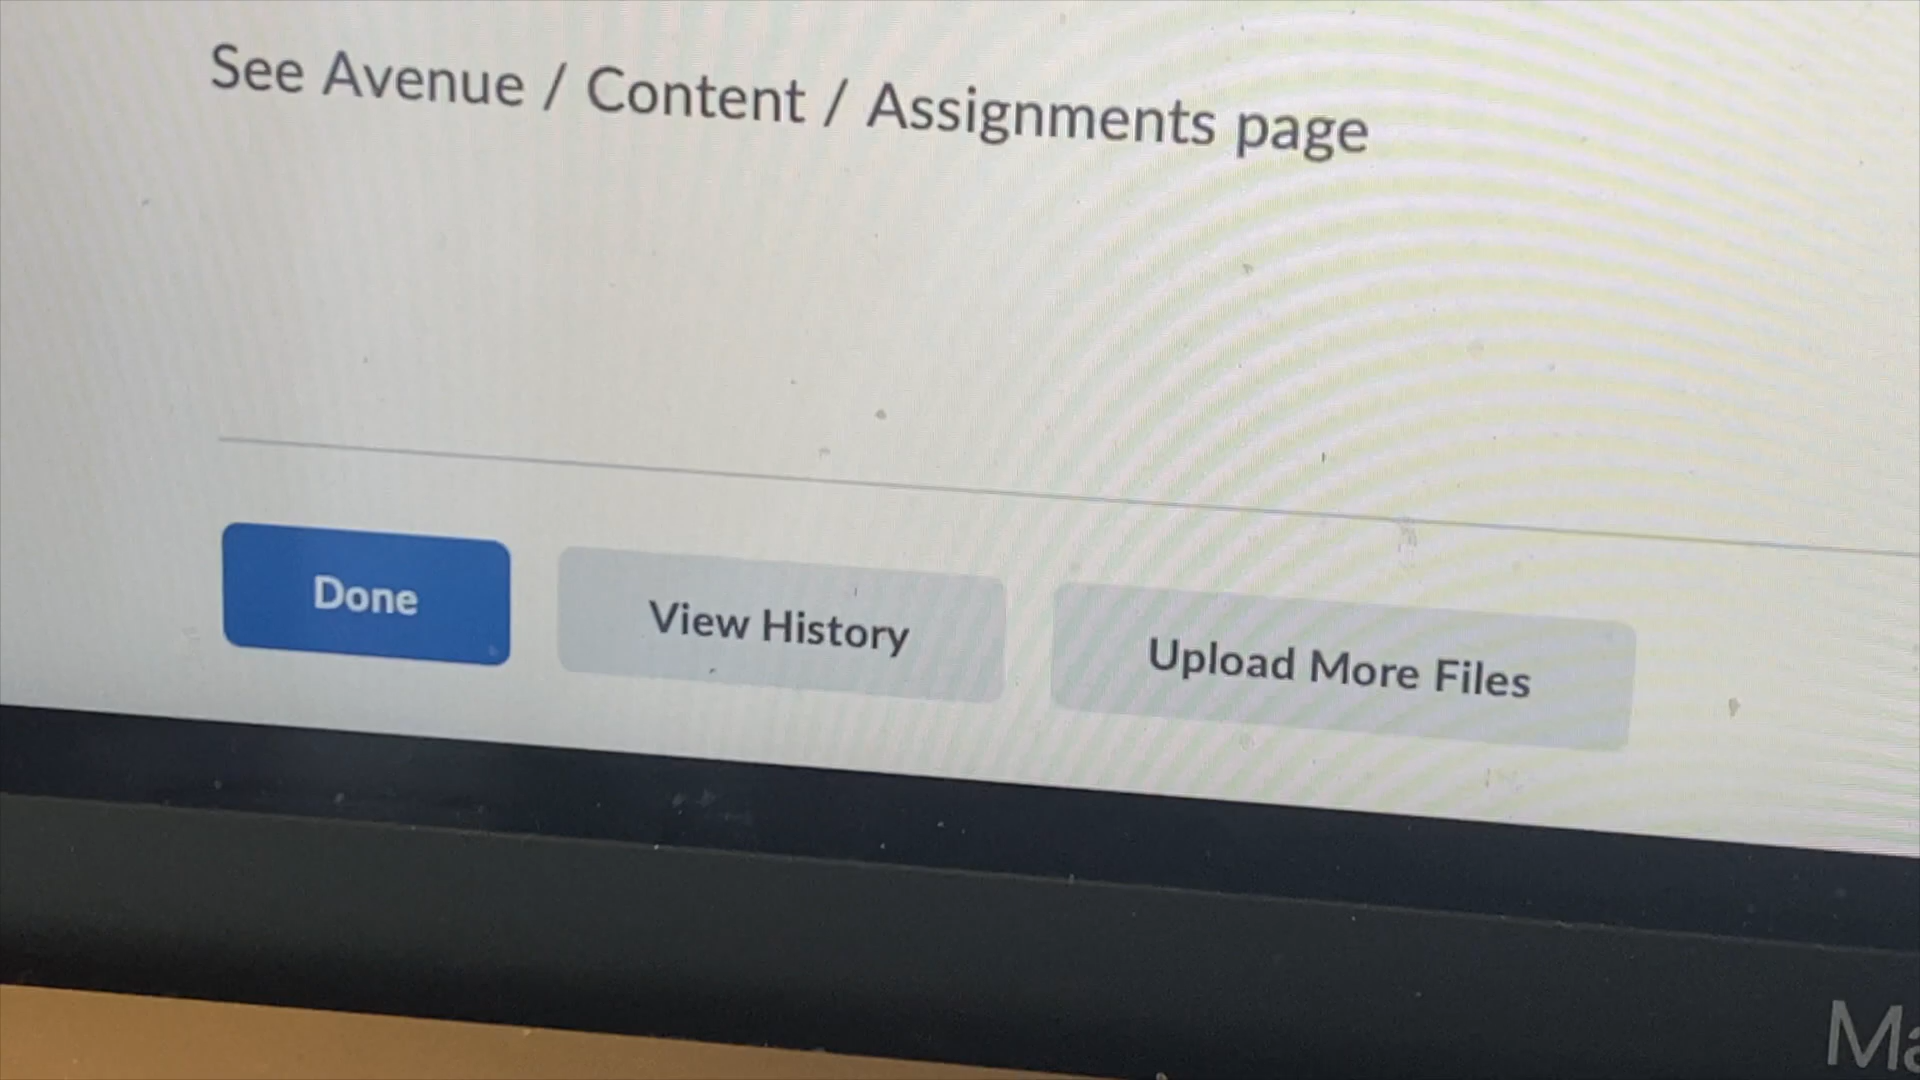 See Avenue / Content / Assignments page
Done
View History
Upload More Files